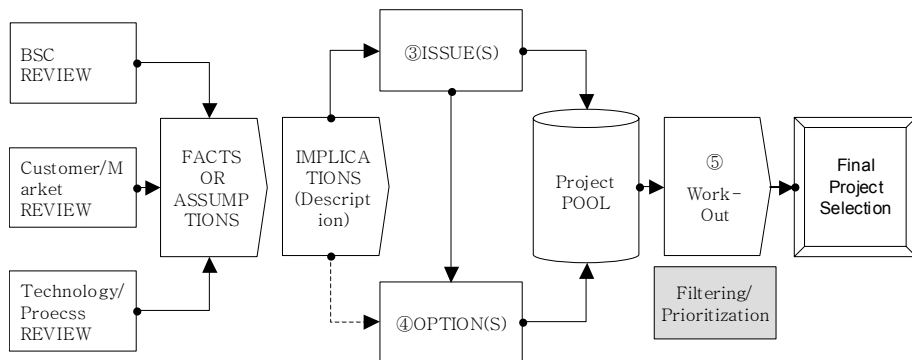 BSC
REVIEW
Customer/M
arket
REVIEW
Technology/
Proecss
REVIEW
FACTS
OR
ASSUMP
TIONS
IMPLICA
TIONS
(Descript
ion)
③ISSUE(S)
④OPTION(S)
Project
POOL
⑤
Work-
Out
Filtering/
Prioritization
Final
Project
Selection